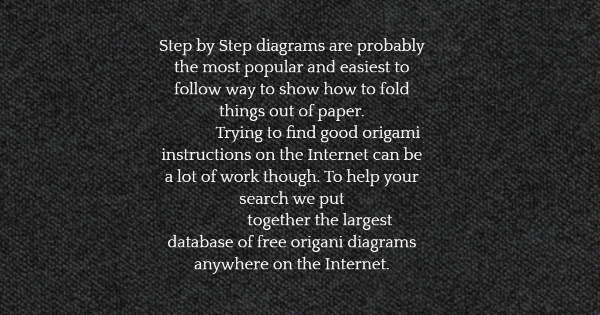 Step by Step diagrams are probably
the most popular and easiest to
follow way to show how to fold
things out of paper.
Trying to find good origami
instructions on the Internet can be
a lot of work though. To help your
search we put
together the largest
database of free origani diagrams
anywhere on the Internet.